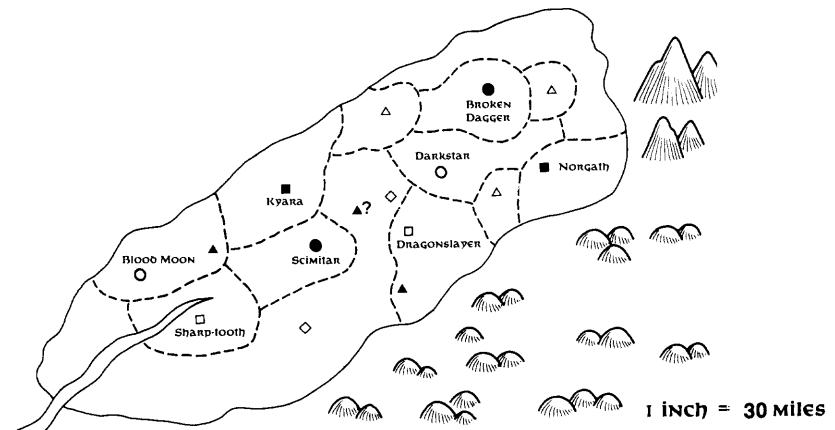 Broken
Dagger
Darkstar
Norgath
Kyara
?
Dragonslayer
Blood Moon
Scimitar
Sharp-tooth
1 inch = 30 miles